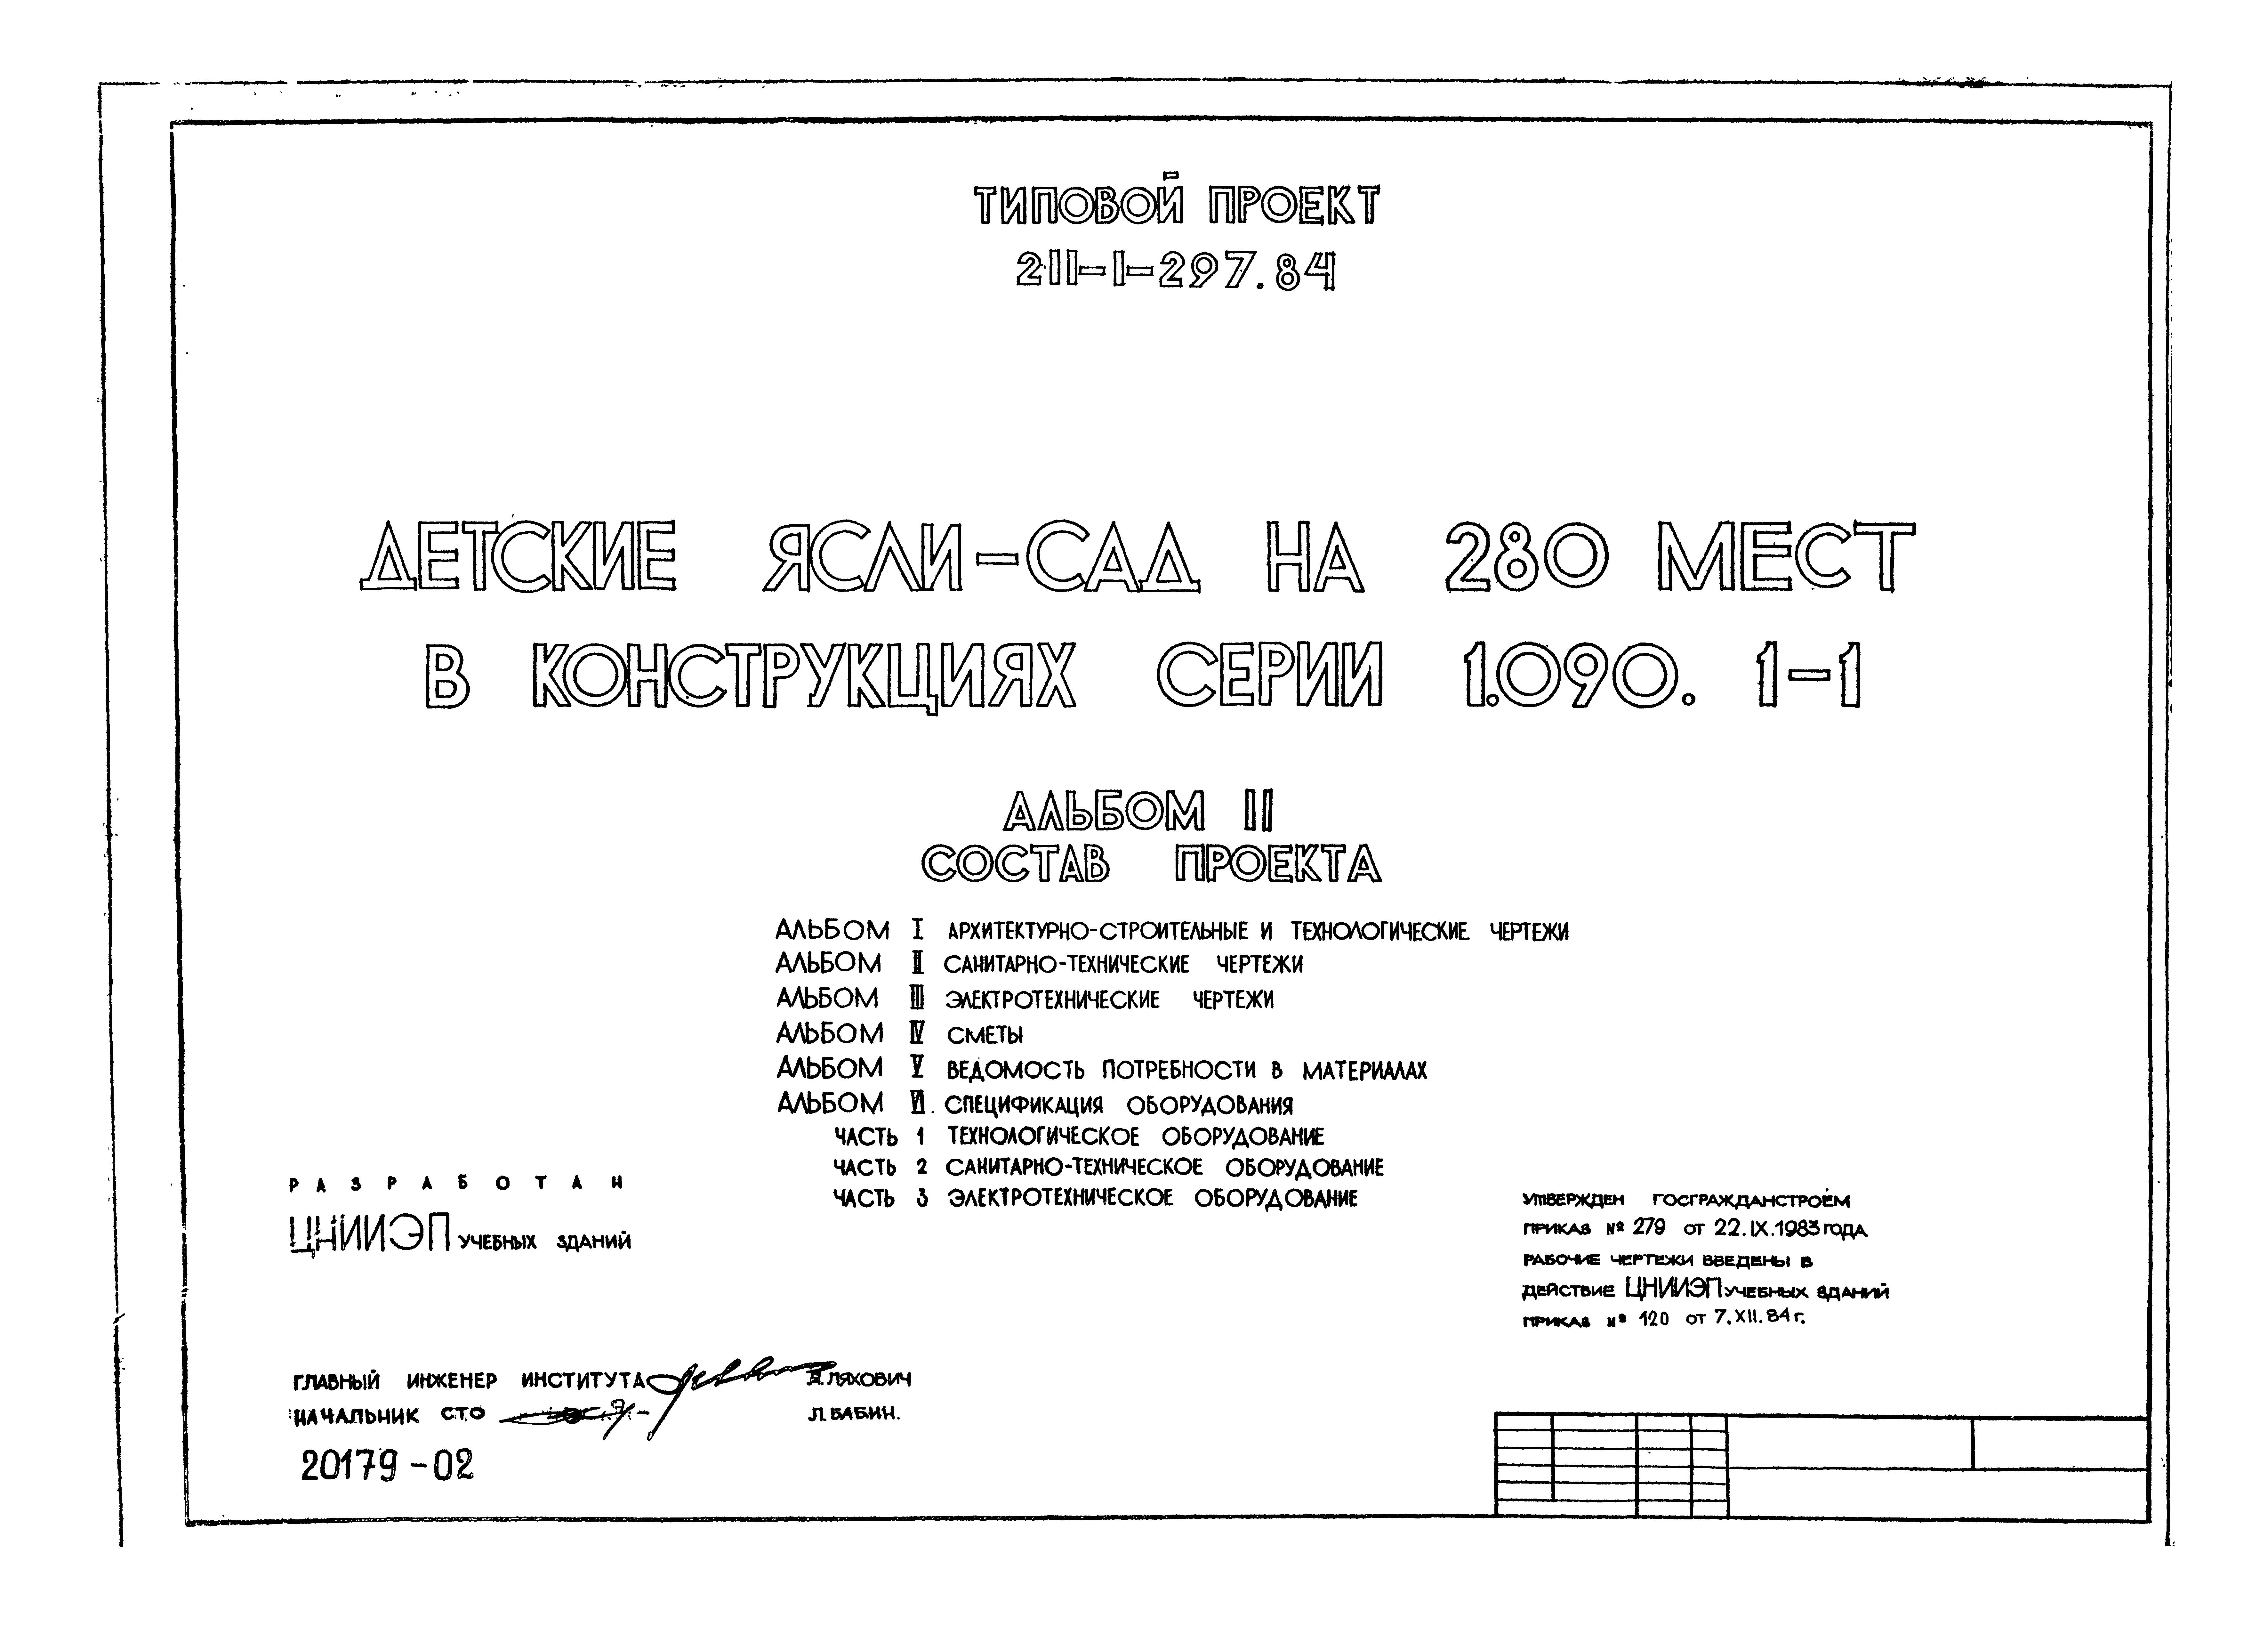 ТИПОВОЙ ПРОЕКТ
211-1-297.84
ДЕТСКИЕ ЯСЛИ-САД НА 280 МЕСТ
В КОНСТРУКЦИЯХ СЕРИИ 1.090. 1-1
АЛЬБОМ II
СОСТАВ ПРОЕКТА
АЛЬБОМ I АРХИТЕКТУРНО-СТРОИТЕЛЬНЫЕ И ТЕХНОЛОГИЧЕСКИЕ ЧЕРТЕЖИ
АЛЬБОМ II САНИТАРНО-ТЕХНИЧЕСКИЕ ЧЕРТЕЖИ
АЛЬБОМ III ЭЛЕКТРОТЕХНИЧЕСКИЕ ЧЕРТЕЖИ
АЛЬБОМ IV СМЕТЫ
АЛЬБОМ V ВЕДОМОСТЬ ПОТРЕБНОСТИ В МАТЕРИАЛАХ
АЛЬБОМ VI. СПЕЦИФИКАЦИЯ ОБОРУДОВАНИЯ
ЧАСТЬ 1 ТЕХНОЛОГИЧЕСКОЕ ОБОРУДОВАНИЕ
ЧАСТЬ 2 САНИТАРНО-ТЕХНИЧЕСКОЕ ОБОРУДОВАНИЕ
ЧАСТЬ 3 ЭЛЕКТРОТЕХНИЧЕСКОЕ ОБОРУДОВАНИЕ
РАЗРАБОТАН
ЦНИИЭП УЧЕБНЫХ ЗДАНИЙ
УТВЕРЖДЕН ГОСГРАЖДАНСТРОЕМ
ПРИКАЗ № 279 ОТ 22.IX.1983 ГОДА
РАБОЧИЕ ЧЕРТЕЖИ ВВЕДЕНЫ В
ДЕЙСТВИЕ ЦНИИЭП УЧЕБНЫХ ЗДАНИЙ
ПРИКАЗ № 120 ОТ 7.XII.84 Г.
ГЛАВНЫЙ ИНЖЕНЕР ИНСТИТУТА ЛЯХОВИЧ
НАЧАЛЬНИК СТО Л. БАБИН.
20179-02